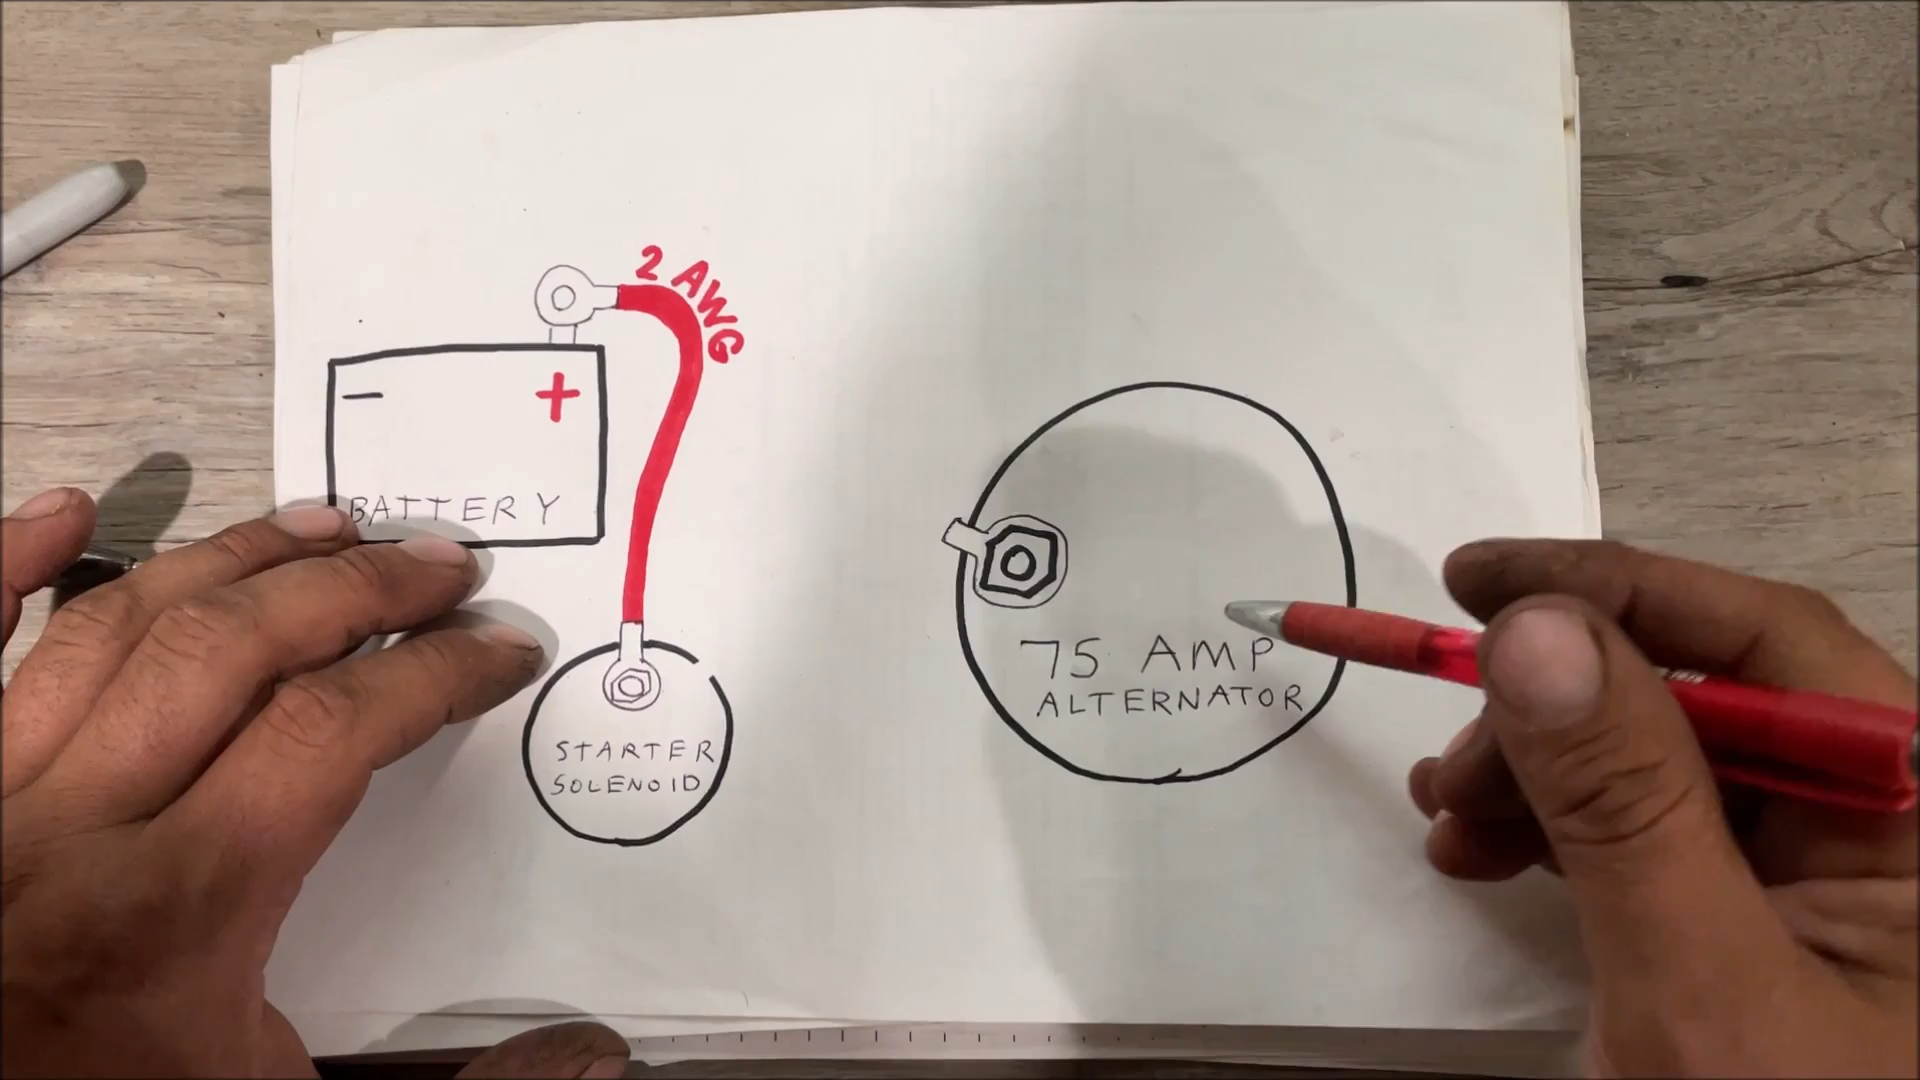 2 AWG
− +
BATTERY
STARTER
SOLENOID
75 AMP
ALTERNATOR